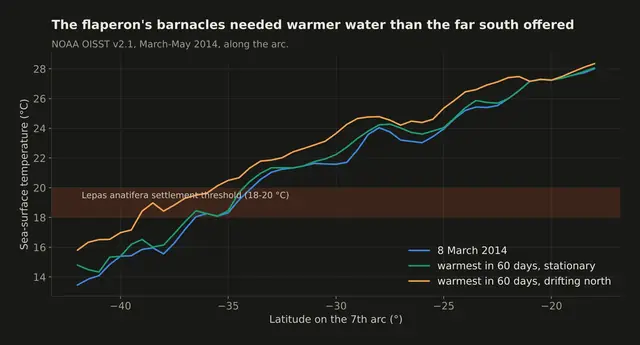 The flaperon's barnacles needed warmer water than the far south offered
NOAA OISST v2.1, March-May 2014, along the arc.
Sea-surface temperature (°C)
28
26
24
22
20
18
16
14
Lepas anatifera settlement threshold (18-20 °C)
8 March 2014
warmest in 60 days, stationary
warmest in 60 days, drifting north
−40
−35
−30
−25
−20
Latitude on the 7th arc (°)